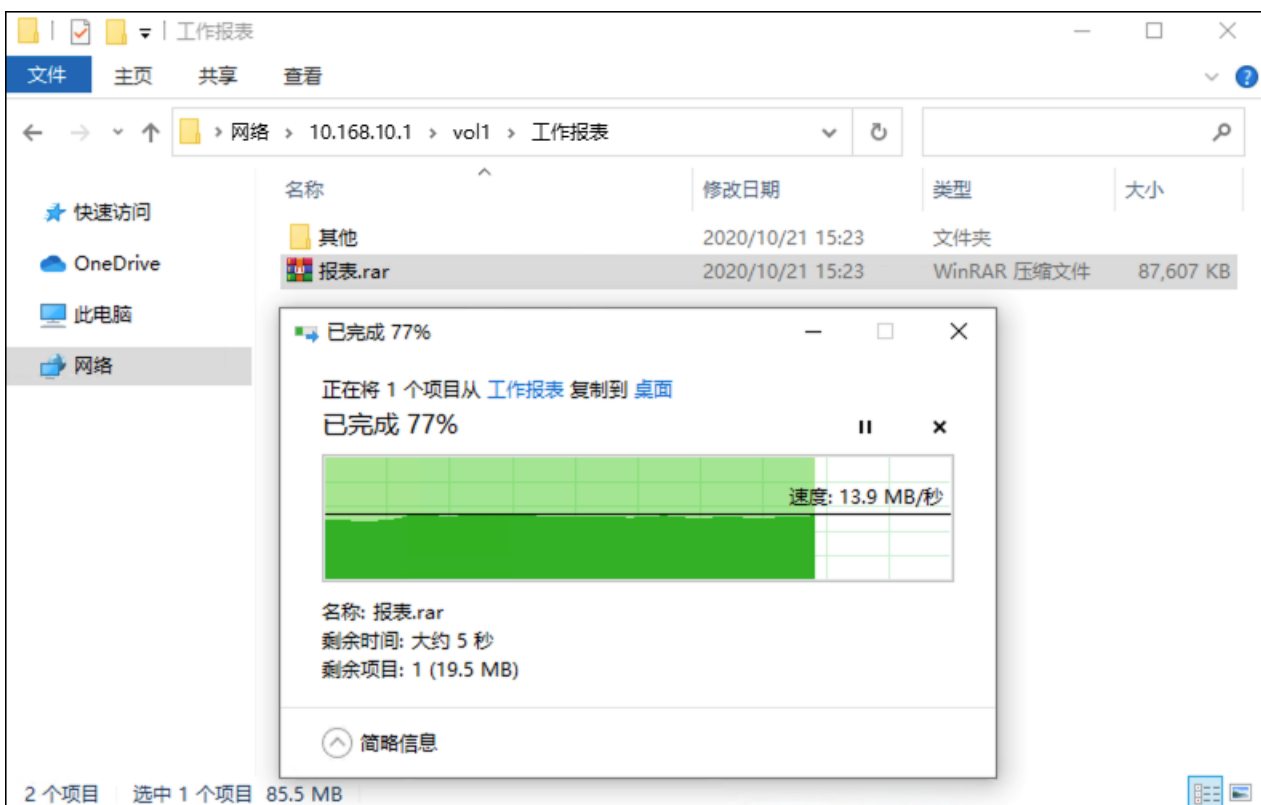 工作报表
文件 主页 共享 查看
网络 › 10.168.10.1 › vol1 › 工作报表
名称 修改日期 类型 大小
快速访问
OneDrive
此电脑
网络
其他 2020/10/21 15:23 文件夹
报表.rar 2020/10/21 15:23 WinRAR 压缩文件 87,607 KB
已完成 77%
正在将 1 个项目从 工作报表 复制到 桌面
已完成 77%
速度: 13.9 MB/秒
名称: 报表.rar
剩余时间: 大约 5 秒
剩余项目: 1 (19.5 MB)
简略信息
2 个项目 选中 1 个项目 85.5 MB